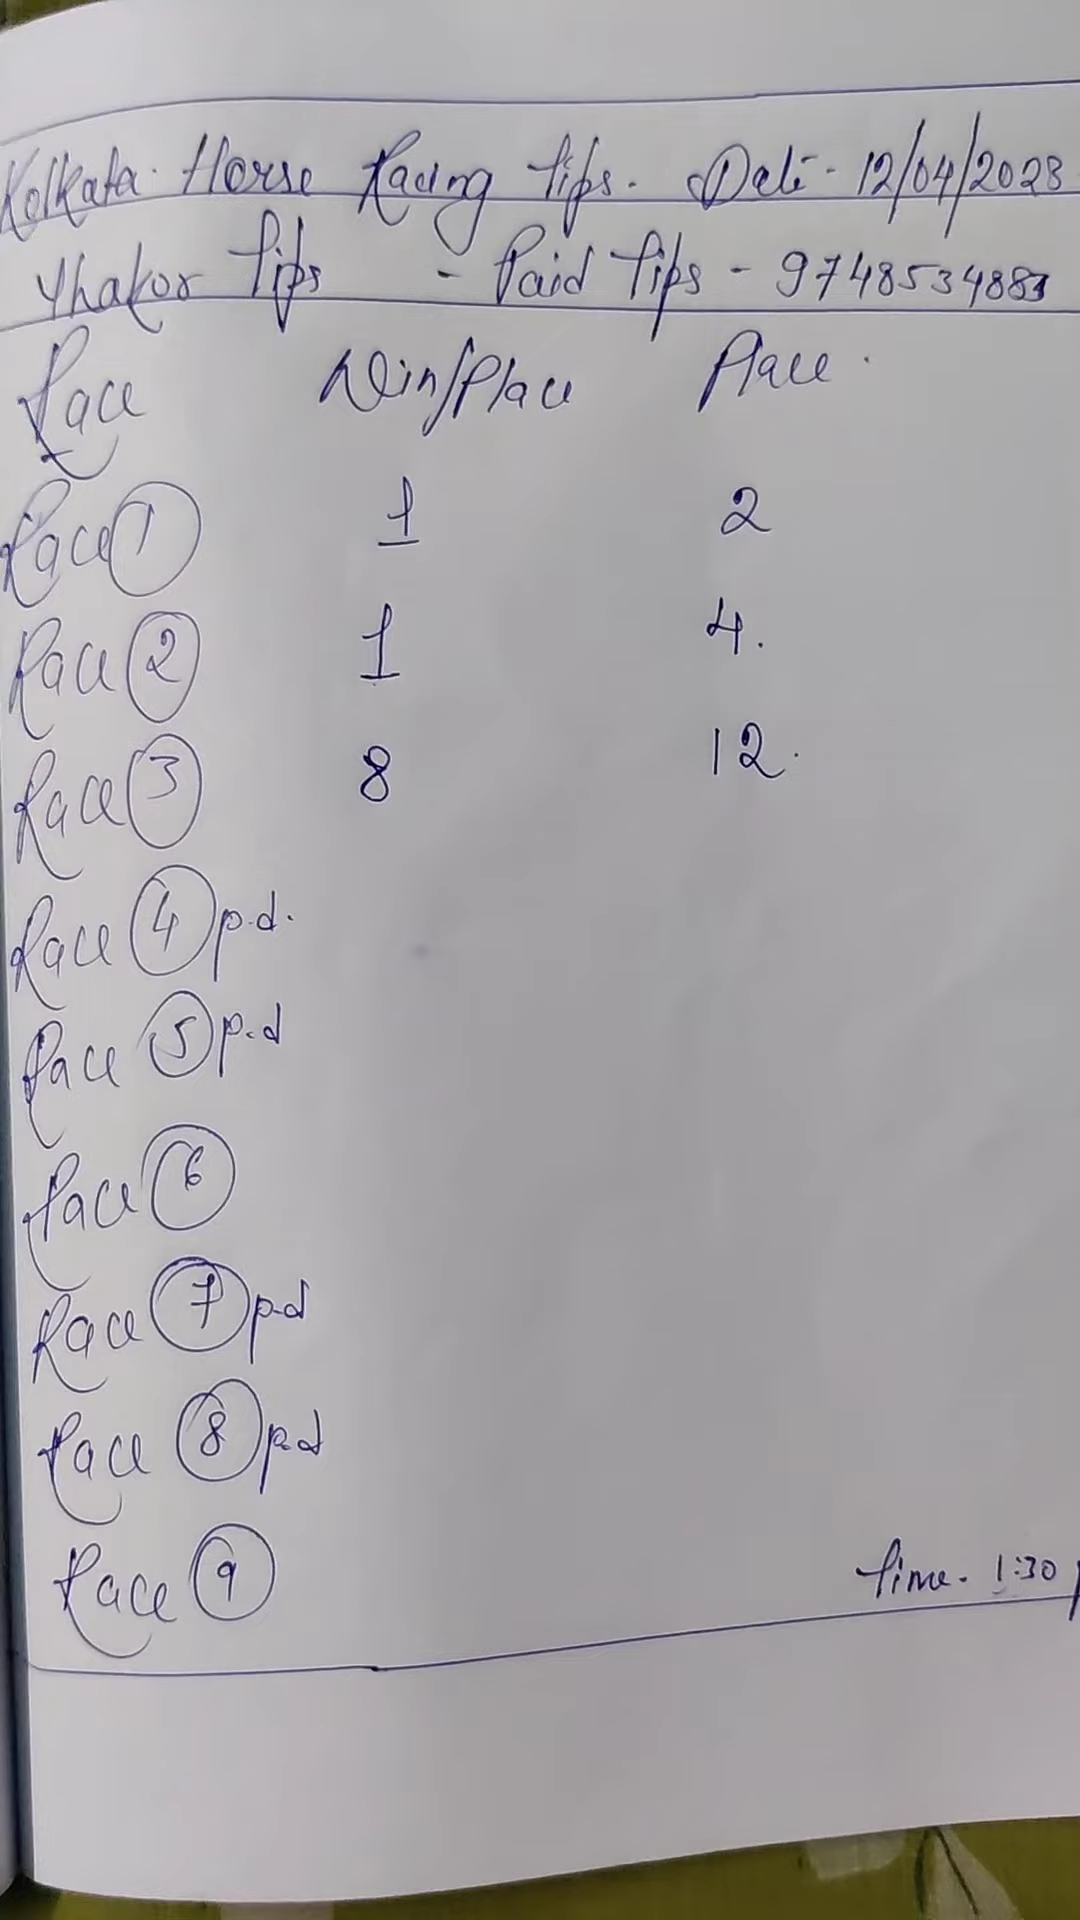 Kolkata Horse Racing tips. Date - 12/04/2023
Thakor Tips - Paid Tips - 9748534883
Race Win/Place Place
Race 1 1 2
Race 2 1 4.
Race 3 8 12.
Race 4 p.d.
Race 5 p.d
Race 6
Race 7 p.d
Race 8 p.d
Race 9
Time. 1:30 p